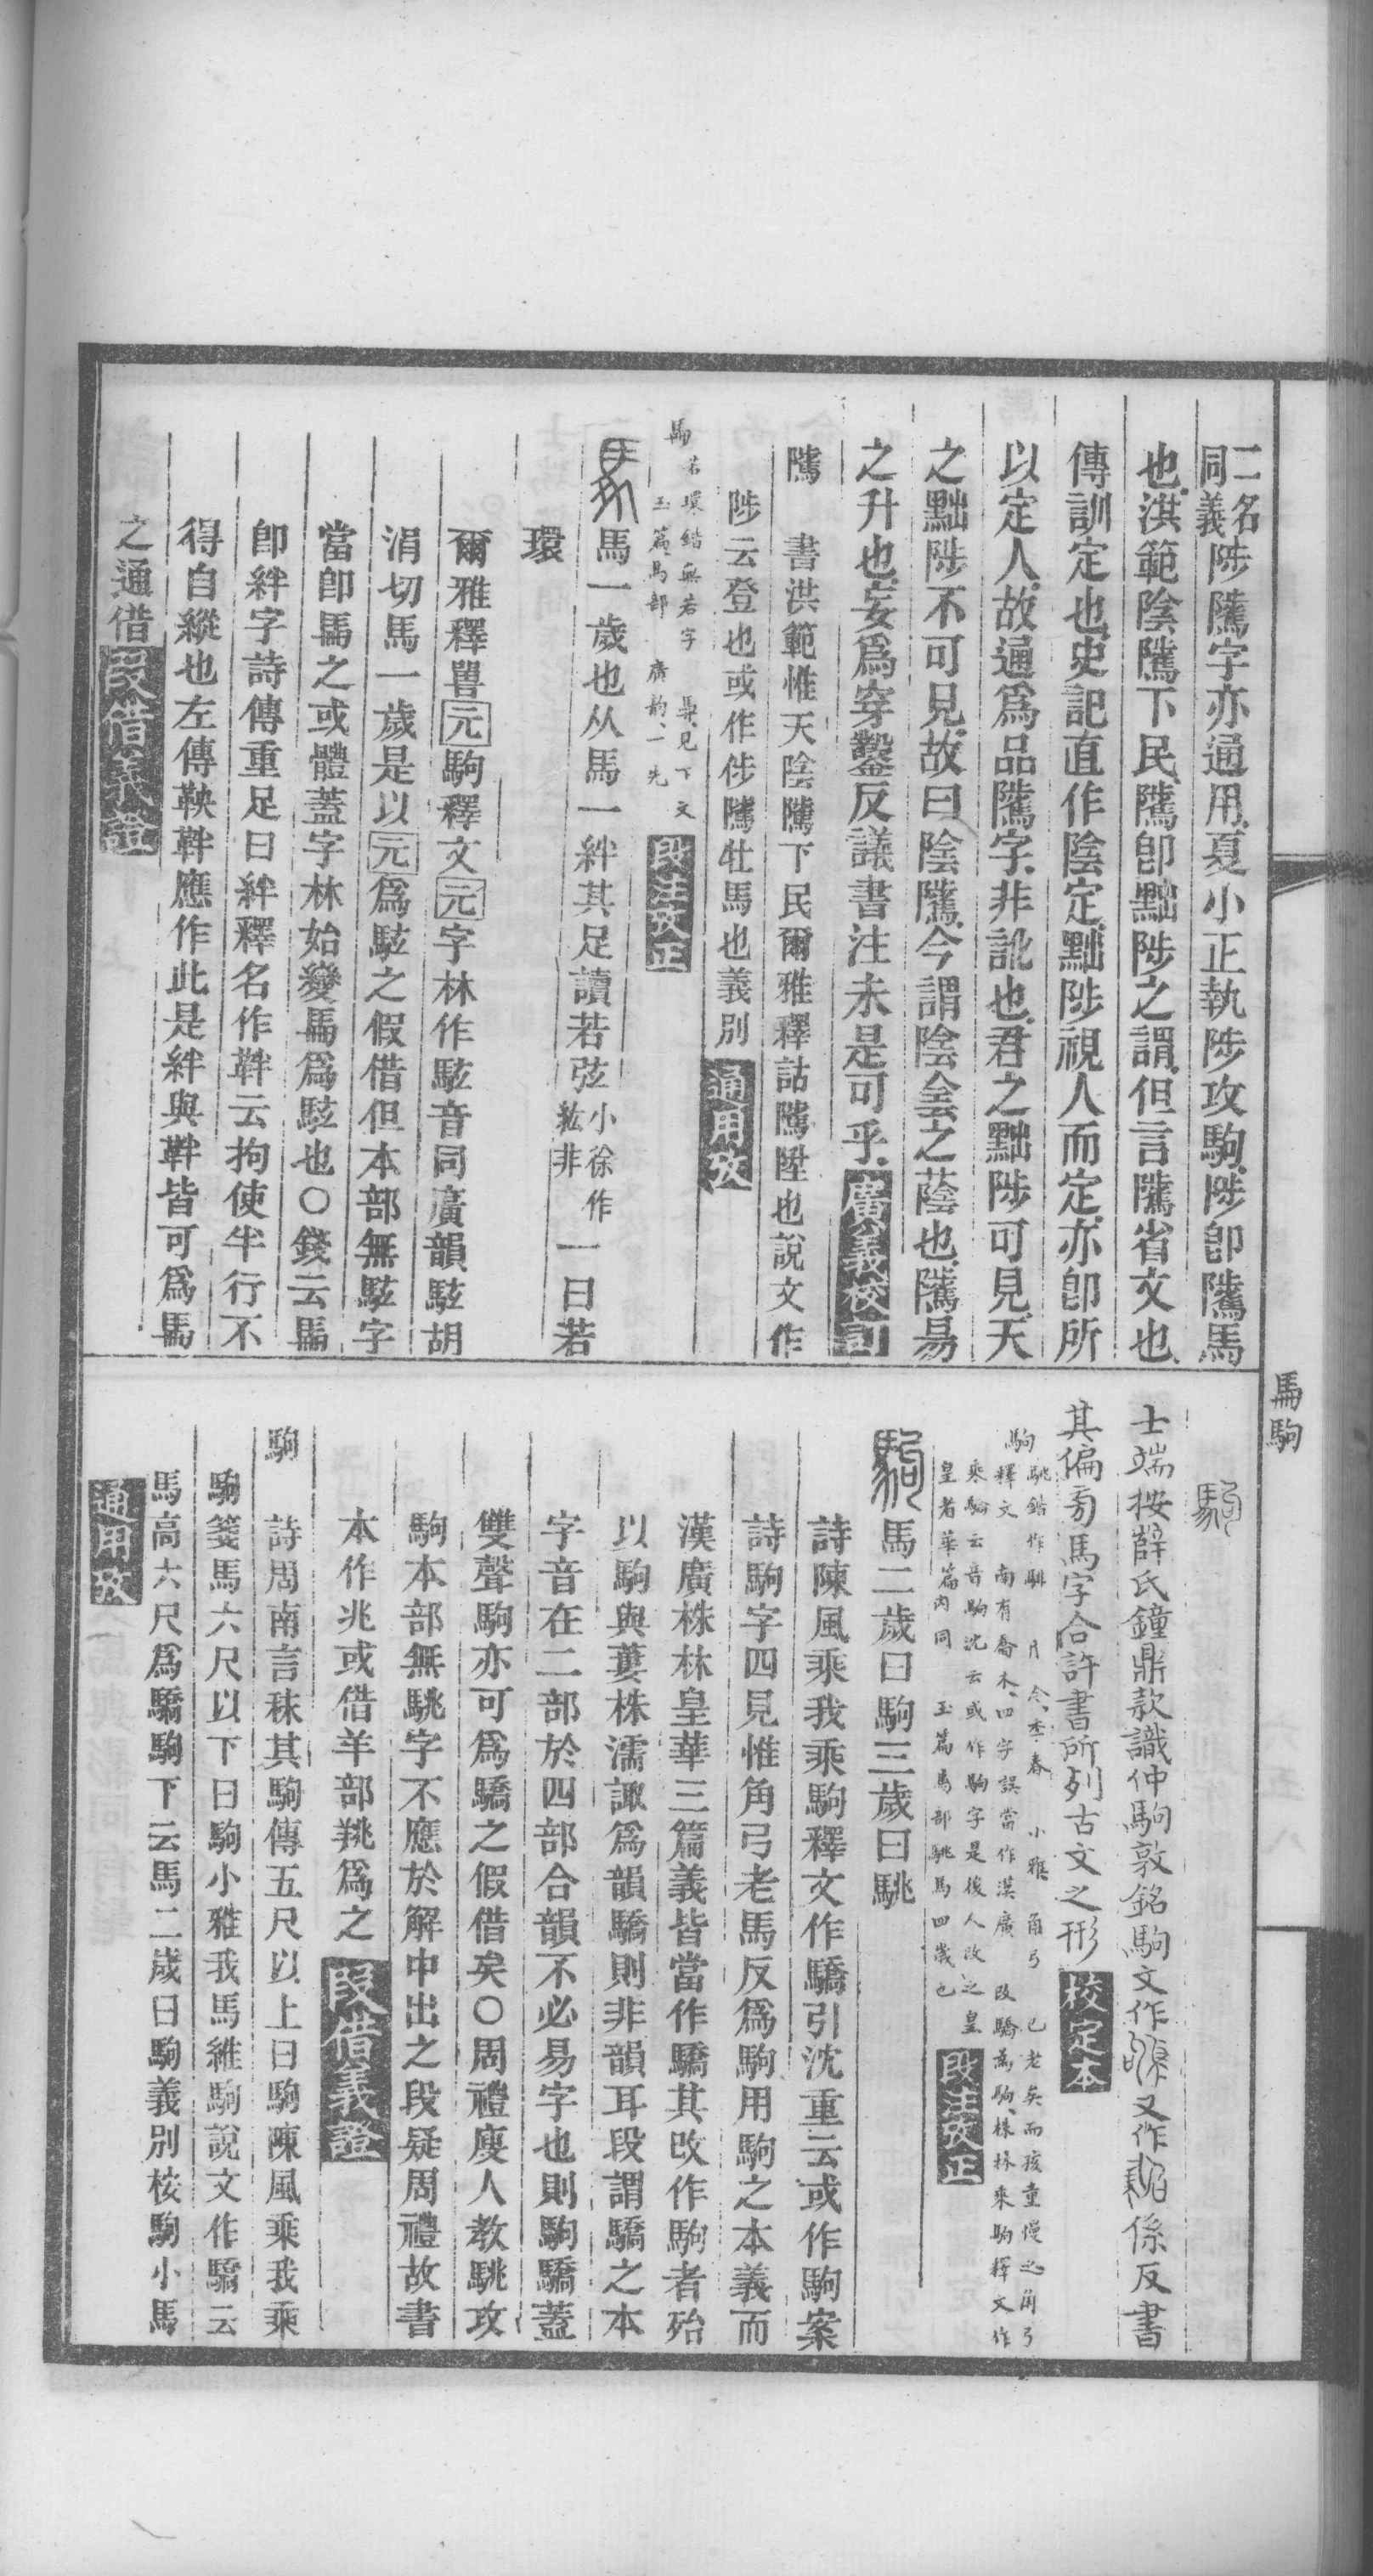 二名
同義
陟隲字亦通用夏小正執陟攻駒陟卽隲馬
也洪範陰隲下民隲卽黜陟之謂但言隲省文也
傳訓定也史記直作陰定黜陟視人而定亦卽所
以定人故通爲品隲字非訛也君之黜陟可見天
之黜陟不可見故曰陰隲今謂陰侌之蔭也隲昜
之升也妄爲穿鑿反議書注未是可乎 廣義校訂
隲 書洪範惟天陰隲下民爾雅釋詁隲陞也說文作
陟云登也或作偧隲牡馬也義別 通用攷
若環錯無若字 㬎見下文 段注攷正
玉篇馬部 廣韵一先
馬一歲也从馬一絆其足讀若弦
小徐作
紘非
一曰若
環
爾雅釋嘼元駒釋文元字林作駭音同廣韻駭胡
涓切馬一歲是以元爲駭之假借但本部無駭字
當卽馬之或體蓋字林始變馬爲駭也〇錢云馬
卽絆字詩傳重足曰絆釋名作靽云拘使半行不
得自縱也左傳鞅靽應作此是絆與靽皆可爲馬
之通借 段借義證
馬駒
駒
士端按薛氏鐘鼎款識仲駒敦銘駒文作 又作 係反書
其偏旁馬字合許書所列古文之形 校定本
駒 駣錯作騑 月令季春 小雅角弓 已老矣而孩童慢之角弓
釋文 南有喬木四字誤當作漢廣 改驕爲駒株林乘駒釋文作
乘驕云音駒沈云或作駒字是後人改之皇
皇者華篇內同 玉篇馬部駣馬四歲也 段注攷正
駒 馬二歲曰駒三歲曰駣
詩陳風乘我乘駒釋文作驕引沈重云或作駒案
詩駒字四見惟角弓老馬反爲駒用駒之本義而
漢廣株林皇華三篇義皆當作驕其改作駒者殆
以駒與蔞株濡諏爲韻驕則非韻耳段謂驕之本
字音在二部於四部合韻不必易字也則駒驕蓋
雙聲駒亦可爲驕之假借矣〇周禮廋人教駣攻
駒本部無駣字不應於解中出之段疑周禮故書
本作兆或借羊部羜爲之 段借義證
駒 詩周南言秣其駒傳五尺以上曰駒陳風乘我乘
駒箋馬六尺以下曰駒小雅我馬維駒說文作驕云
馬高六尺爲驕駒下云馬二歲曰駒義別桉駒小馬
通用攷